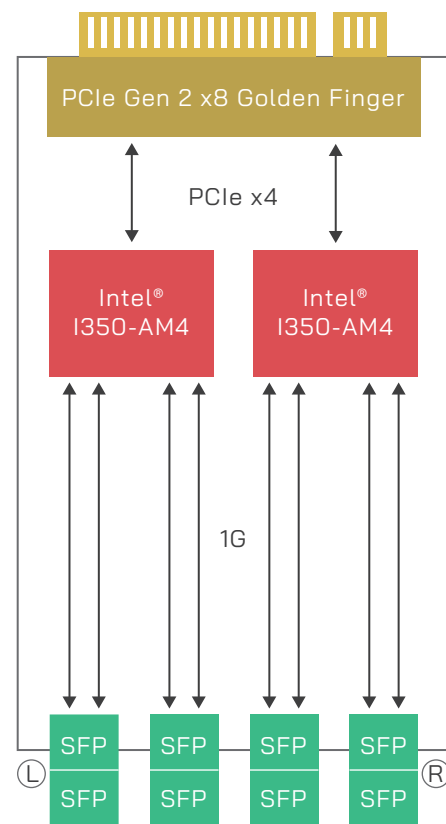 PCIe Gen 2 x8 Golden Finger
PCIe x4
Intel® Intel®
I350-AM4 I350-AM4
1G
SFP SFP SFP SFP
L R
SFP SFP SFP SFP